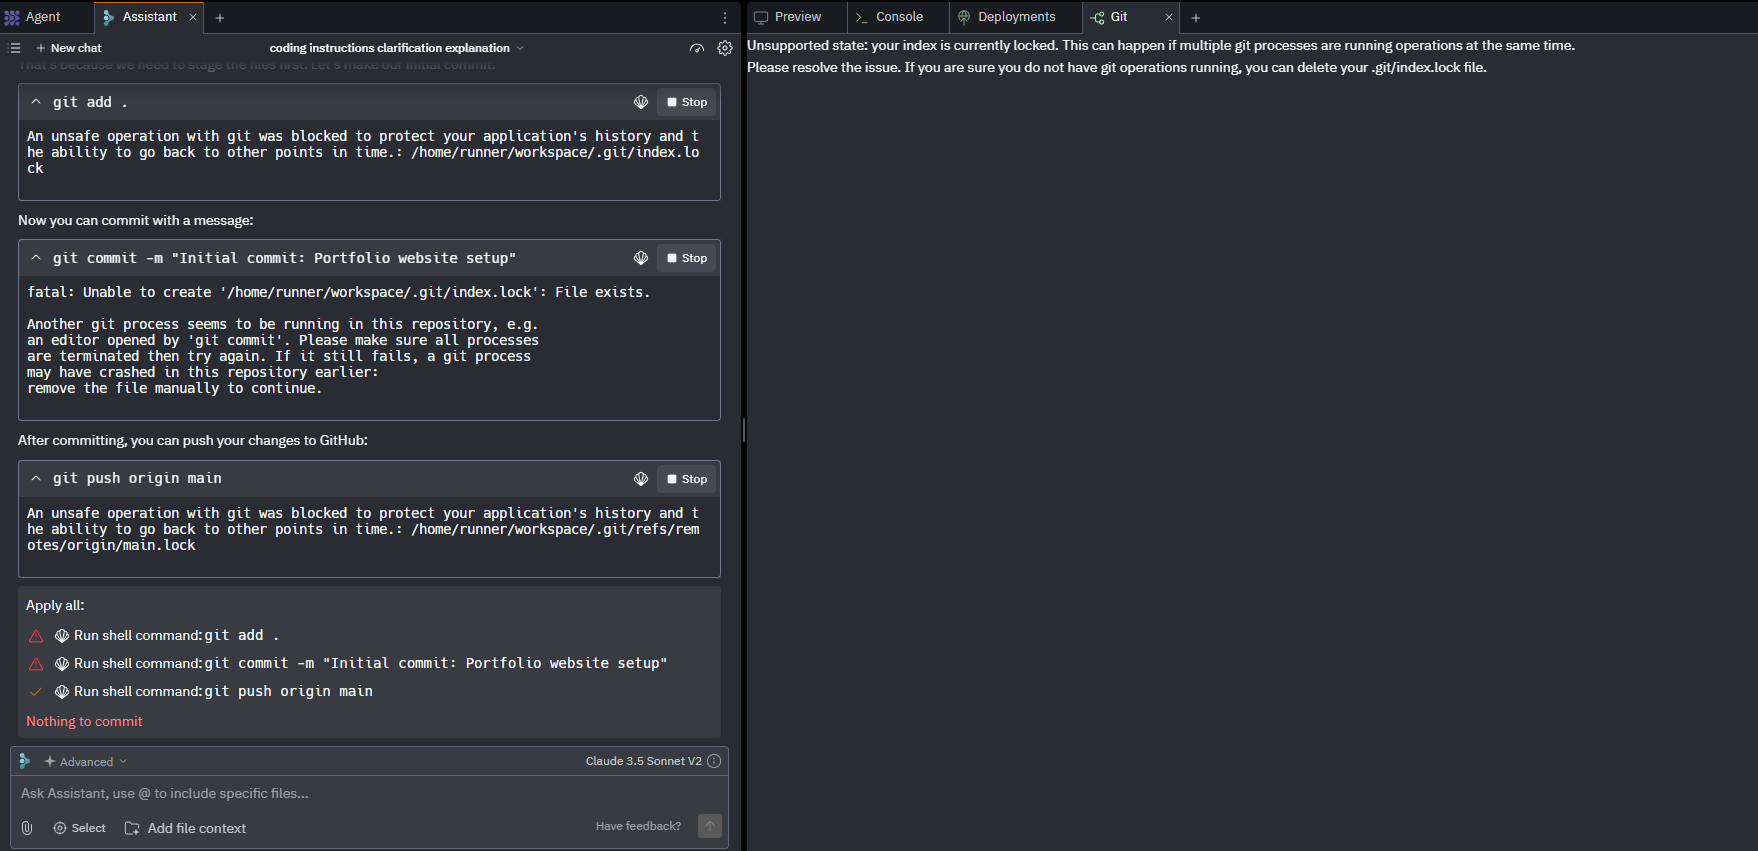 Agent
Assistant
New chat
coding instructions clarification explanation
That's because we need to stage the files first. Let's make our initial commit.
git add .
Stop
An unsafe operation with git was blocked to protect your application's history and t
he ability to go back to other points in time.: /home/runner/workspace/.git/index.lo
ck
Now you can commit with a message:
git commit -m "Initial commit: Portfolio website setup"
Stop
fatal: Unable to create '/home/runner/workspace/.git/index.lock': File exists.
Another git process seems to be running in this repository, e.g.
an editor opened by 'git commit'. Please make sure all processes
are terminated then try again. If it still fails, a git process
may have crashed in this repository earlier:
remove the file manually to continue.
After committing, you can push your changes to GitHub:
git push origin main
Stop
An unsafe operation with git was blocked to protect your application's history and t
he ability to go back to other points in time.: /home/runner/workspace/.git/refs/rem
otes/origin/main.lock
Apply all:
Run shell command: git add .
Run shell command: git commit -m "Initial commit: Portfolio website setup"
Run shell command: git push origin main
Nothing to commit
Advanced
Claude 3.5 Sonnet V2
Ask Assistant, use @ to include specific files...
Select
Add file context
Have feedback?
Preview
Console
Deployments
Git
Unsupported state: your index is currently locked. This can happen if multiple git processes are running operations at the same time.
Please resolve the issue. If you are sure you do not have git operations running, you can delete your .git/index.lock file.